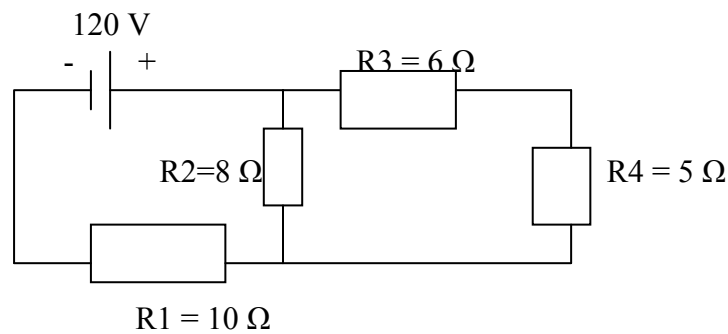 120 V
- +
R3 = 6 Ω
R2=8 Ω
R4 = 5 Ω
R1 = 10 Ω